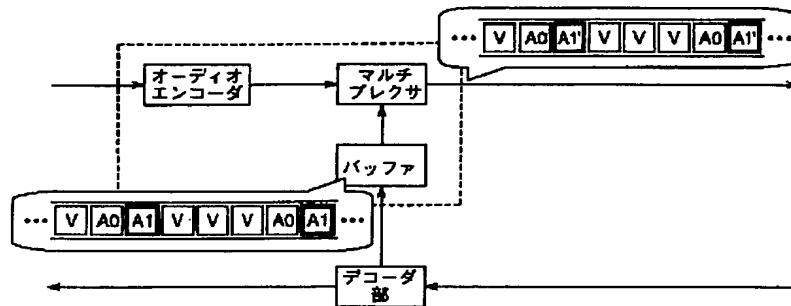 … V A0 A1' V V V A0 A1' …
オーディオ
エンコーダ
マルチ
プレクサ
バッファ
… V A0 A1 V V V A0 A1 …
デコーダ
部